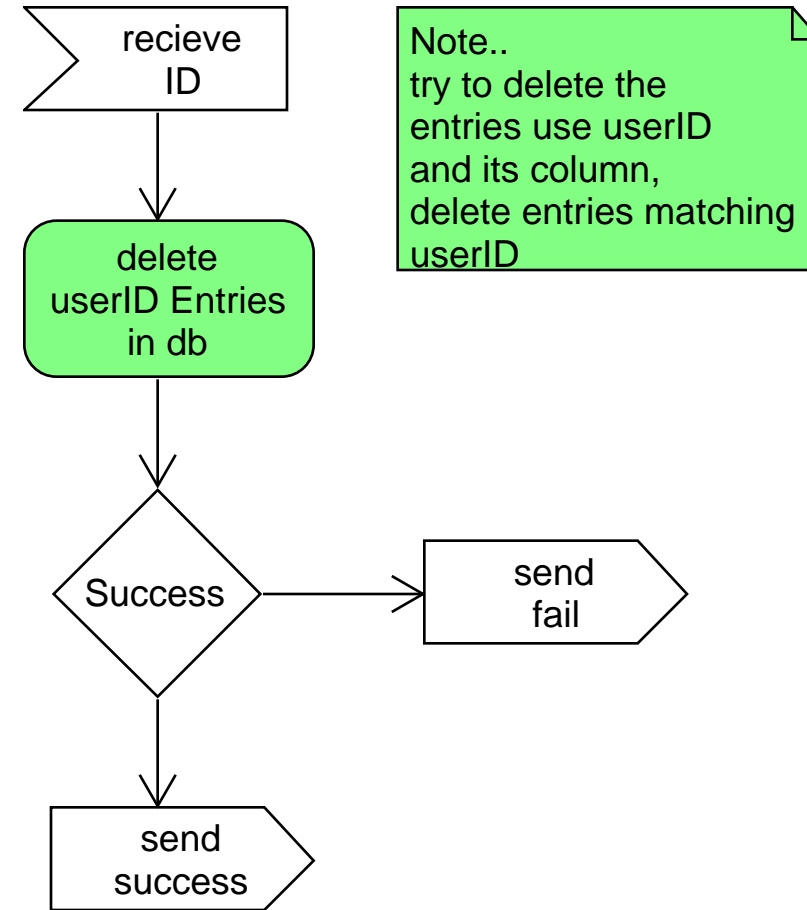 recieve
ID
Note..
try to delete the
entries use userID
and its column,
delete entries matching
userID
delete
userID Entries
in db
Success
send
fail
send
success